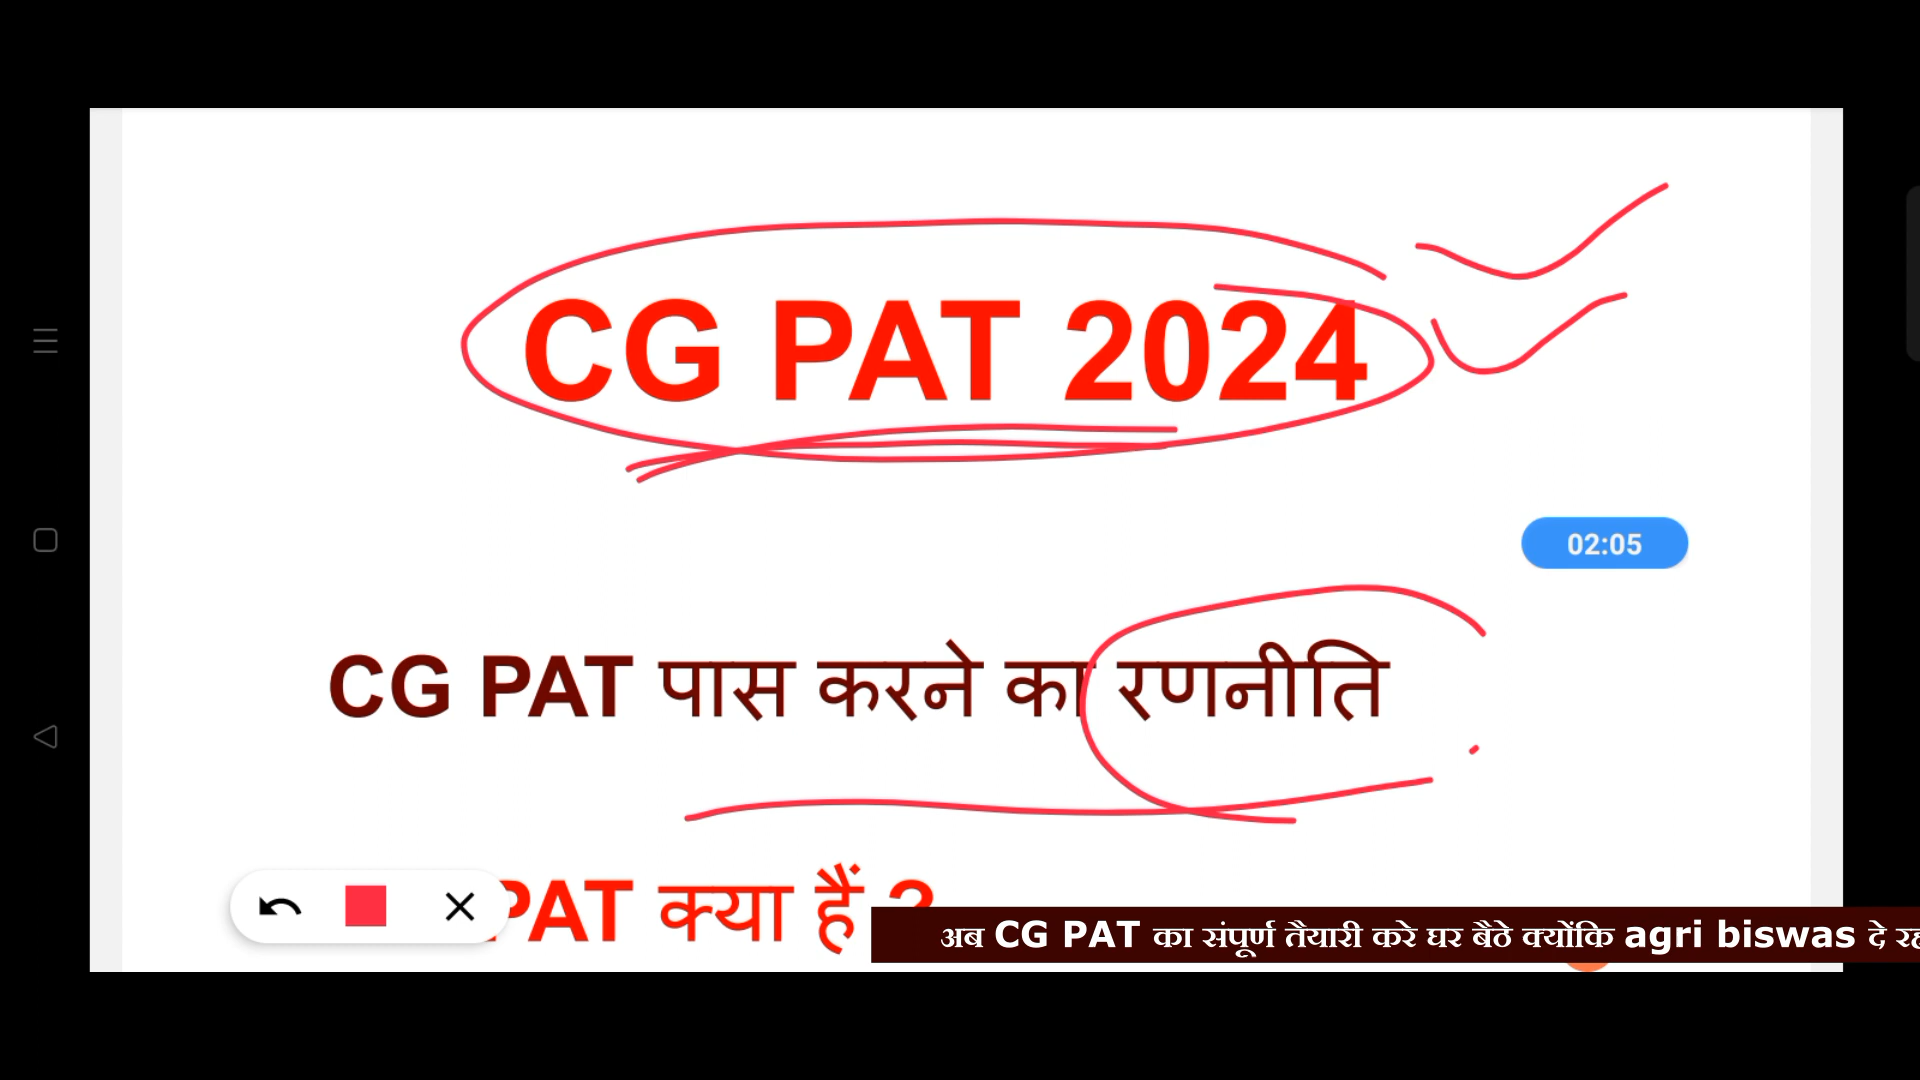 CG PAT 2024
02:05
CG PAT पास करने का रणनीति
PAT क्या हैं ?
अब CG PAT का संपूर्ण तैयारी करे घर बैठे क्योंकि agri biswas दे